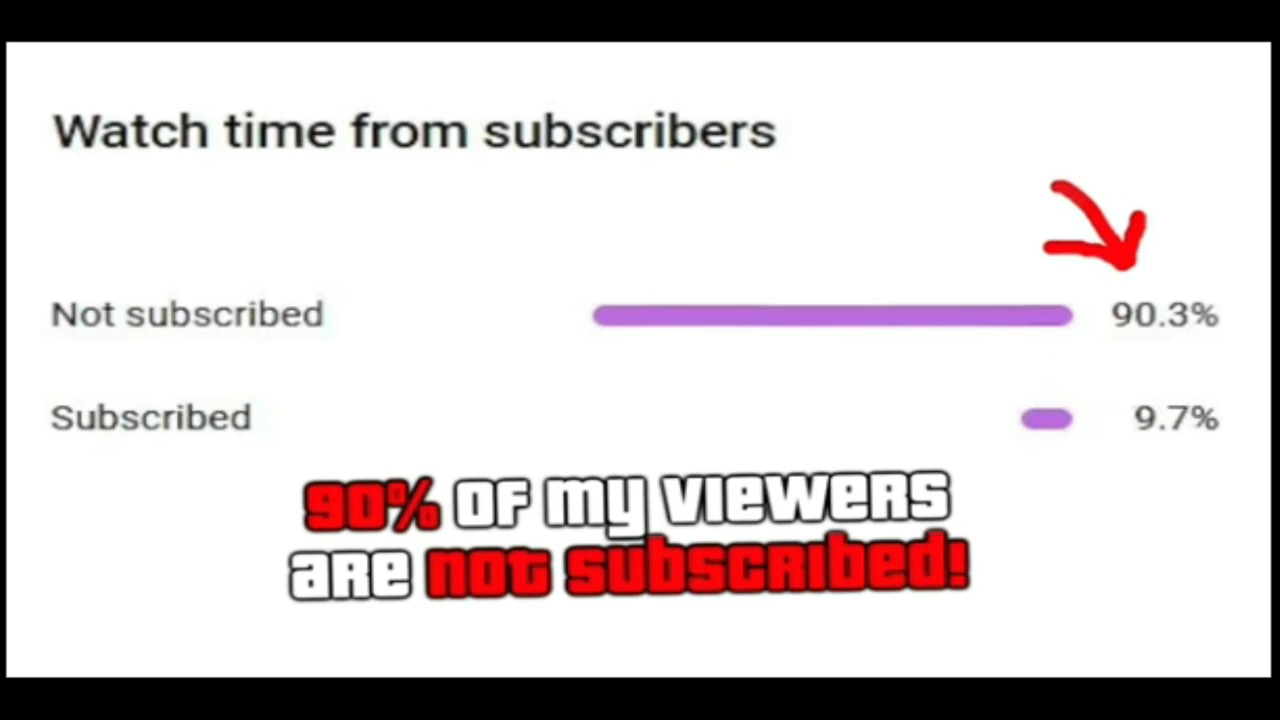 Watch time from subscribers
Not subscribed 90.3%
Subscribed 9.7%
90% OF my VIEWERS
ARE not subscribed!